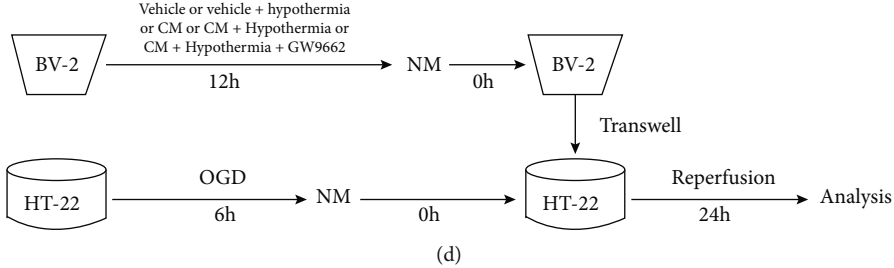 Vehicle or vehicle + hypothermia
or CM or CM + Hypothermia or
CM + Hypothermia + GW9662
BV-2
12h
NM
0h
BV-2
Transwell
HT-22
OGD
6h
NM
0h
HT-22
Reperfusion
24h
Analysis
(d)